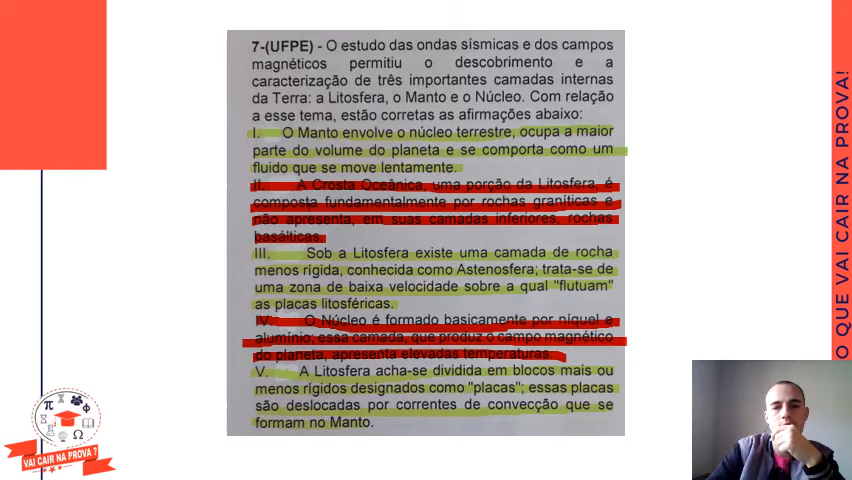 7-(UFPE) - O estudo das ondas sísmicas e dos campos
magnéticos permitiu o descobrimento e a
caracterização de três importantes camadas internas
da Terra: a Litosfera, o Manto e o Núcleo. Com relação
a esse tema, estão corretas as afirmações abaixo:
I. O Manto envolve o núcleo terrestre, ocupa a maior
parte do volume do planeta e se comporta como um
fluido que se move lentamente.
II. A Crosta Oceânica, uma porção da Litosfera, é
composta fundamentalmente por rochas graníticas e
não apresenta, em suas camadas inferiores, rochas
basálticas.
III. Sob a Litosfera existe uma camada de rocha
menos rígida, conhecida como Astenosfera; trata-se de
uma zona de baixa velocidade sobre a qual "flutuam"
as placas litosféricas.
IV. O Núcleo é formado basicamente por níquel e
alumínio; essa camada, que produz o campo magnético
do planeta, apresenta elevadas temperaturas.
V. A Litosfera acha-se dividida em blocos mais ou
menos rígidos designados como "placas"; essas placas
são deslocadas por correntes de convecção que se
formam no Manto.
O QUE VAI CAIR NA PROVA!
π Φ
Ω
VAI CAIR NA PROVA ?